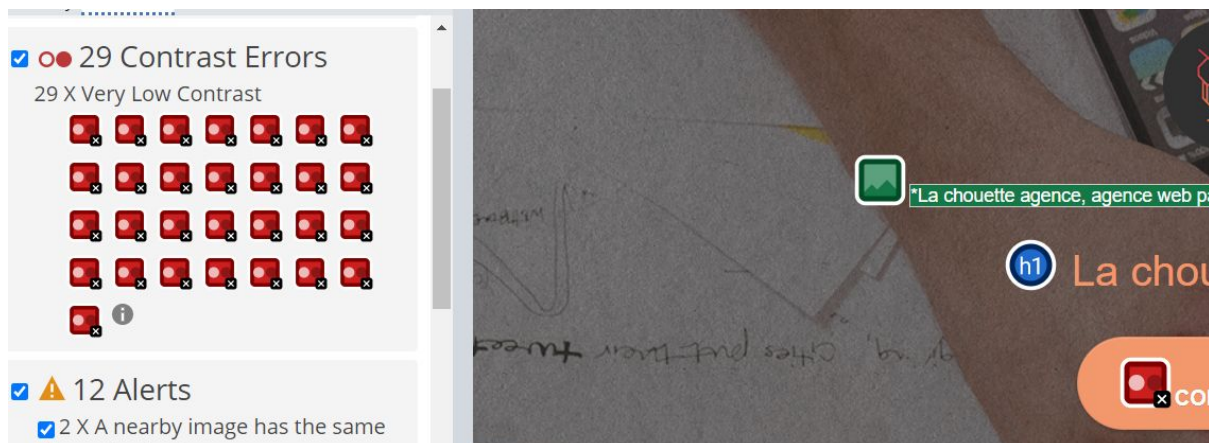 29 Contrast Errors
29 X Very Low Contrast
12 Alerts
2 X A nearby image has the same
*La chouette agence, agence web pa
h1
La chou
con